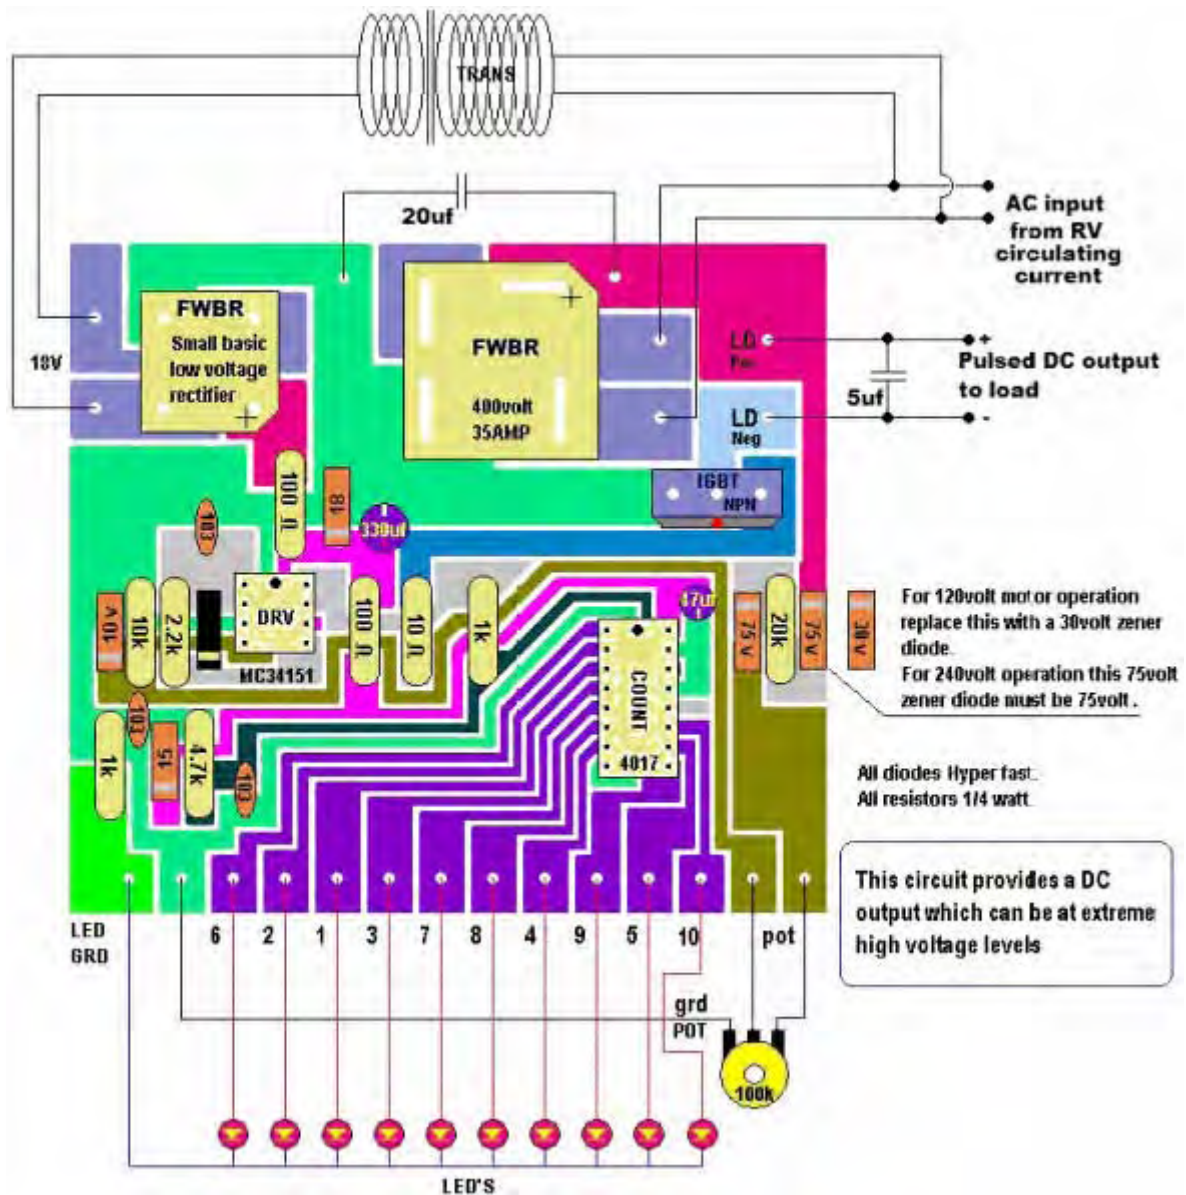 TRANS
20uf
AC input
from RV
circulating
current
FWBR
Small basic
low voltage
rectifier
18V
FWBR
400volt
35AMP
LD
Pos
LD
Neg
+
Pulsed DC output
to load
-
5uf
IGBT
NPN
100 Ω
18
330uf
103
10k
2.2k
DRV
MC34151
100 Ω
10 Ω
1k
47uf
75 v
20k
75 v
30v
For 120volt motor operation
replace this with a 30volt zener
diode.
For 240volt operation this 75volt
zener diode must be 75volt .
COUNT
4017
103
1k
15
4.7k
103
All diodes Hyper fast.
All resistors 1/4 watt.
This circuit provides a DC
output which can be at extreme
high voltage levels
LED
GRD
6 2 1 3 7 8 4 9 5 10 pot
grd
POT
100k
LED'S